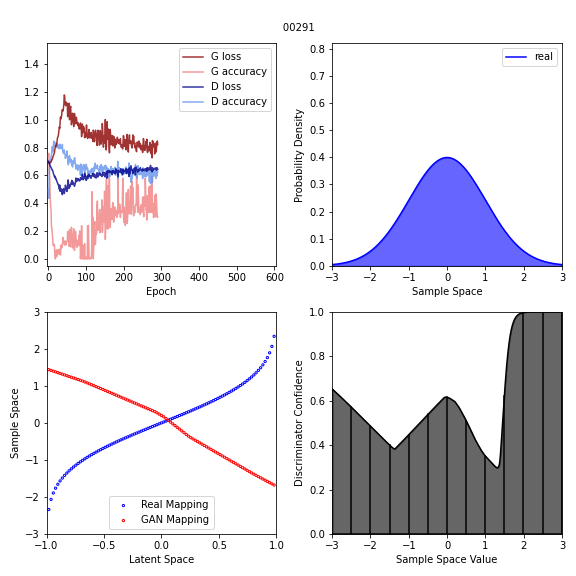 00291
1.4
1.2
1.0
0.8
0.6
0.4
0.2
0.0
0 100 200 300 400 500 600
Epoch
G loss
G accuracy
D loss
D accuracy
Probability Density
0.8
0.7
0.6
0.5
0.4
0.3
0.2
0.1
0.0
−3 −2 −1 0 1 2 3
Sample Space
real
Sample Space
3
2
1
0
−1
−2
−3
−1.0 −0.5 0.0 0.5 1.0
Latent Space
Real Mapping
GAN Mapping
Discriminator Confidence
1.0
0.8
0.6
0.4
0.2
0.0
−3 −2 −1 0 1 2 3
Sample Space Value